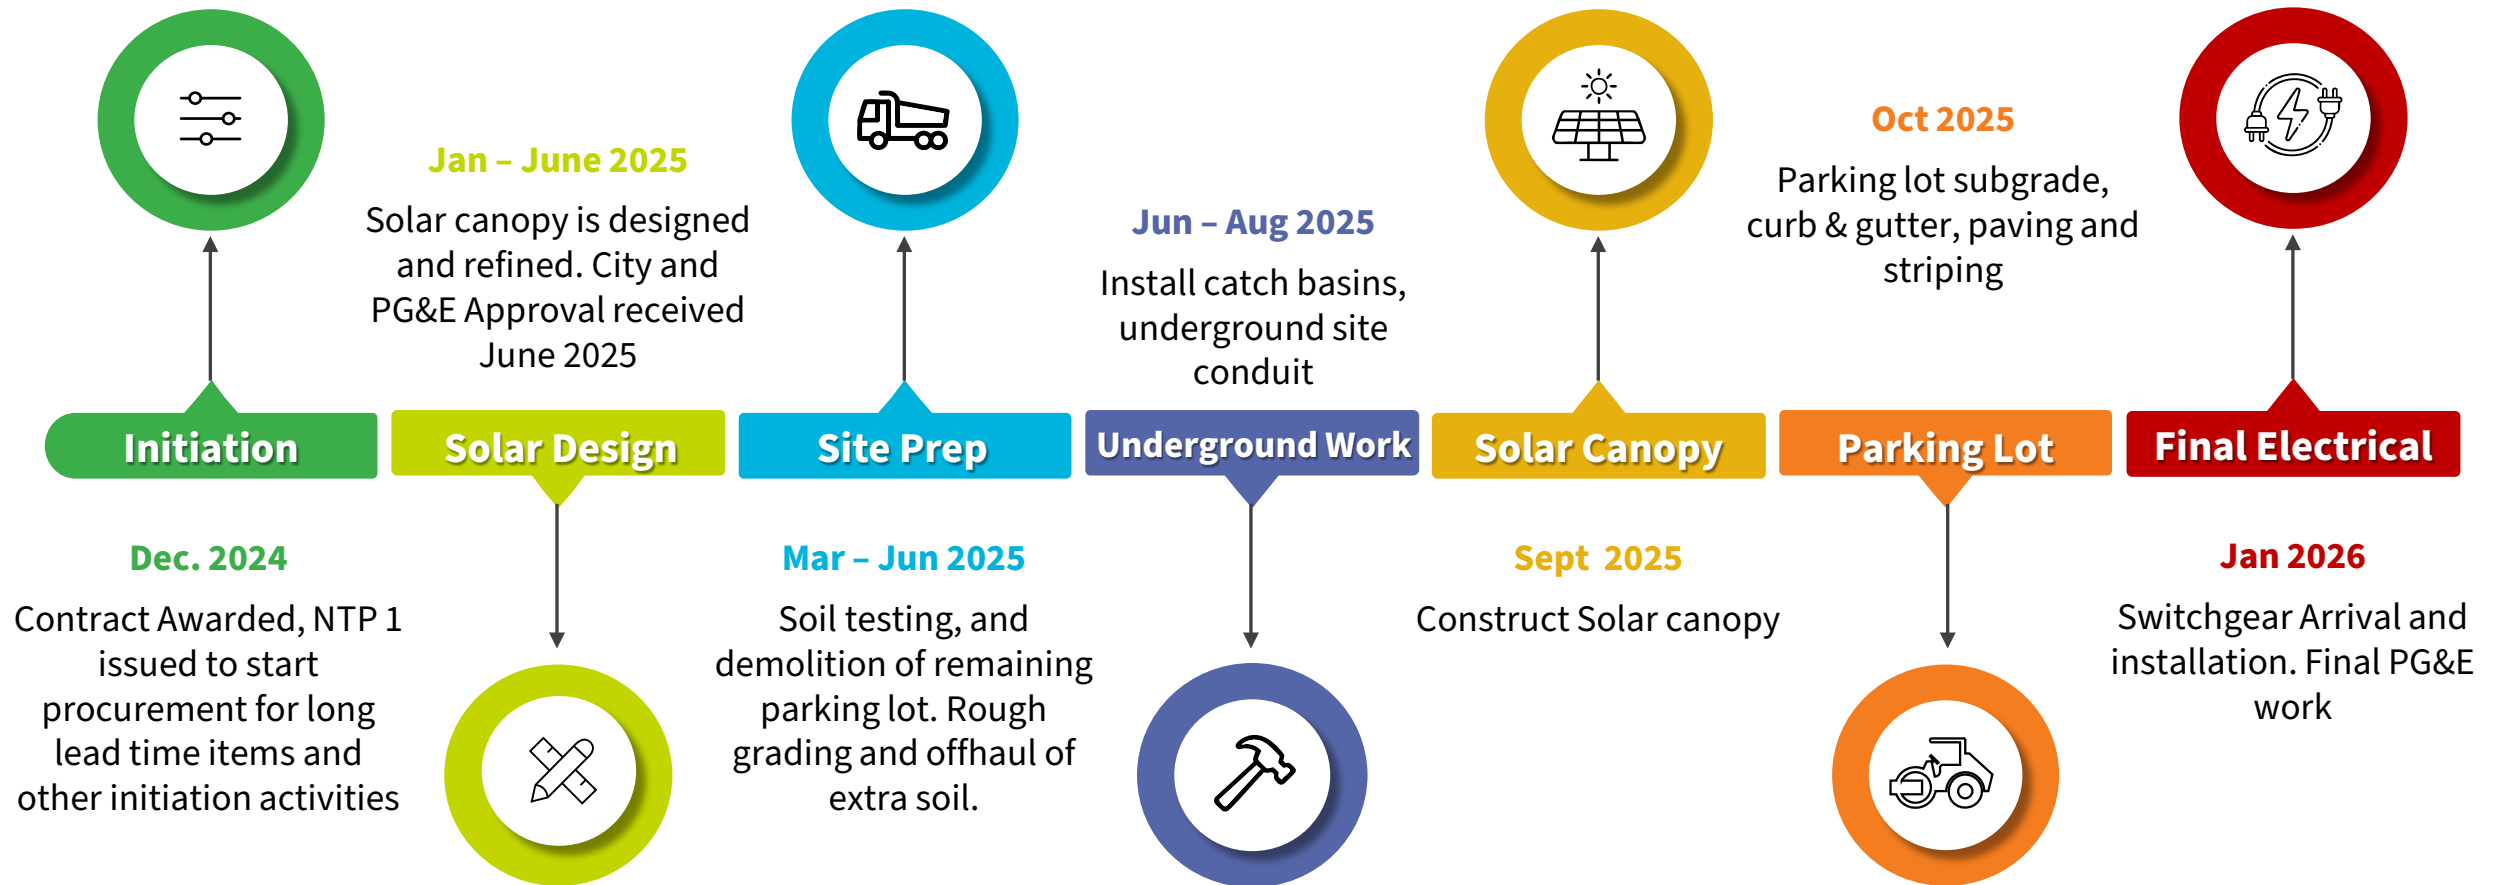 Initiation
Dec. 2024
Contract Awarded, NTP 1
issued to start
procurement for long
lead time items and
other initiation activities
Jan – June 2025
Solar canopy is designed
and refined. City and
PG&E Approval received
June 2025
Solar Design
Site Prep
Mar – Jun 2025
Soil testing, and
demolition of remaining
parking lot. Rough
grading and offhaul of
extra soil.
Jun – Aug 2025
Install catch basins,
underground site
conduit
Underground Work
Solar Canopy
Sept  2025
Construct Solar canopy
Oct 2025
Parking lot subgrade,
curb & gutter, paving and
striping
Parking Lot
Final Electrical
Jan 2026
Switchgear Arrival and
installation. Final PG&E
work